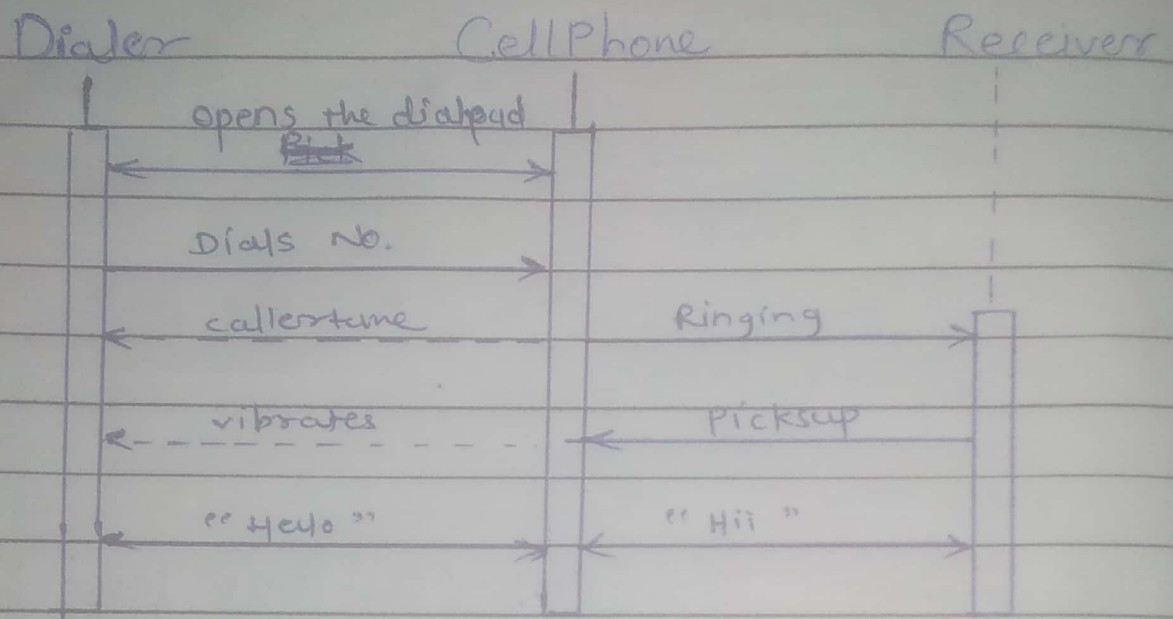 Dialer CellPhone Receiver
opens the dialpad
Dials No.
callertune Ringing
vibrates Picksup
"Hello" "Hii"